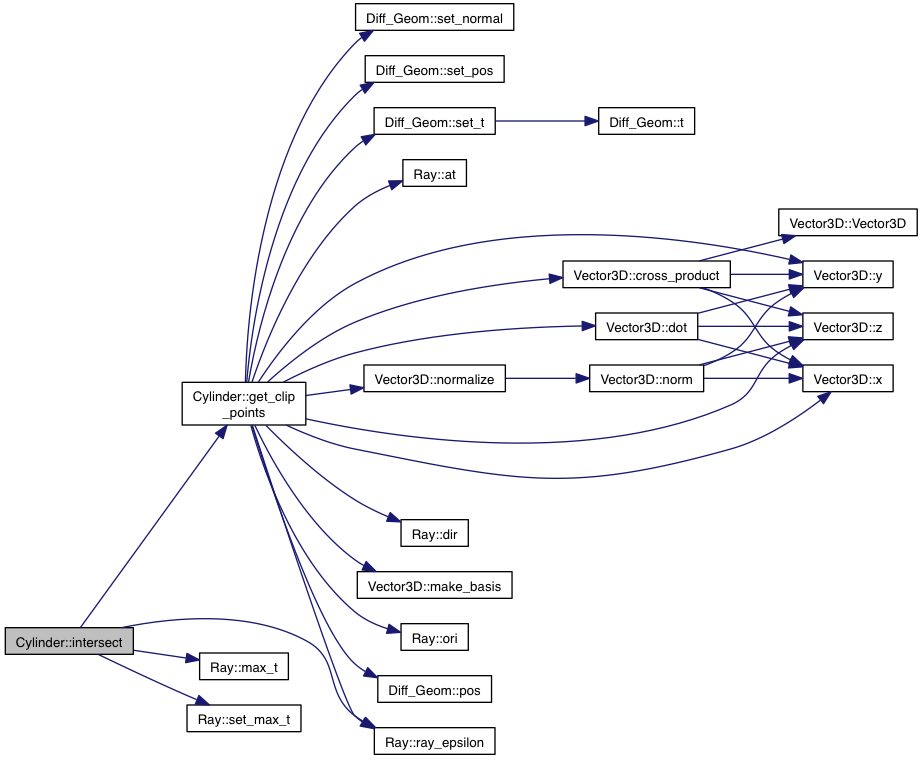 Diff_Geom::set_normal
Diff_Geom::set_pos
Diff_Geom::set_t
Diff_Geom::t
Ray::at
Vector3D::Vector3D
Vector3D::cross_product
Vector3D::y
Vector3D::dot
Vector3D::z
Vector3D::normalize
Vector3D::norm
Vector3D::x
Cylinder::get_clip
_points
Ray::dir
Vector3D::make_basis
Ray::ori
Cylinder::intersect
Ray::max_t
Diff_Geom::pos
Ray::set_max_t
Ray::ray_epsilon